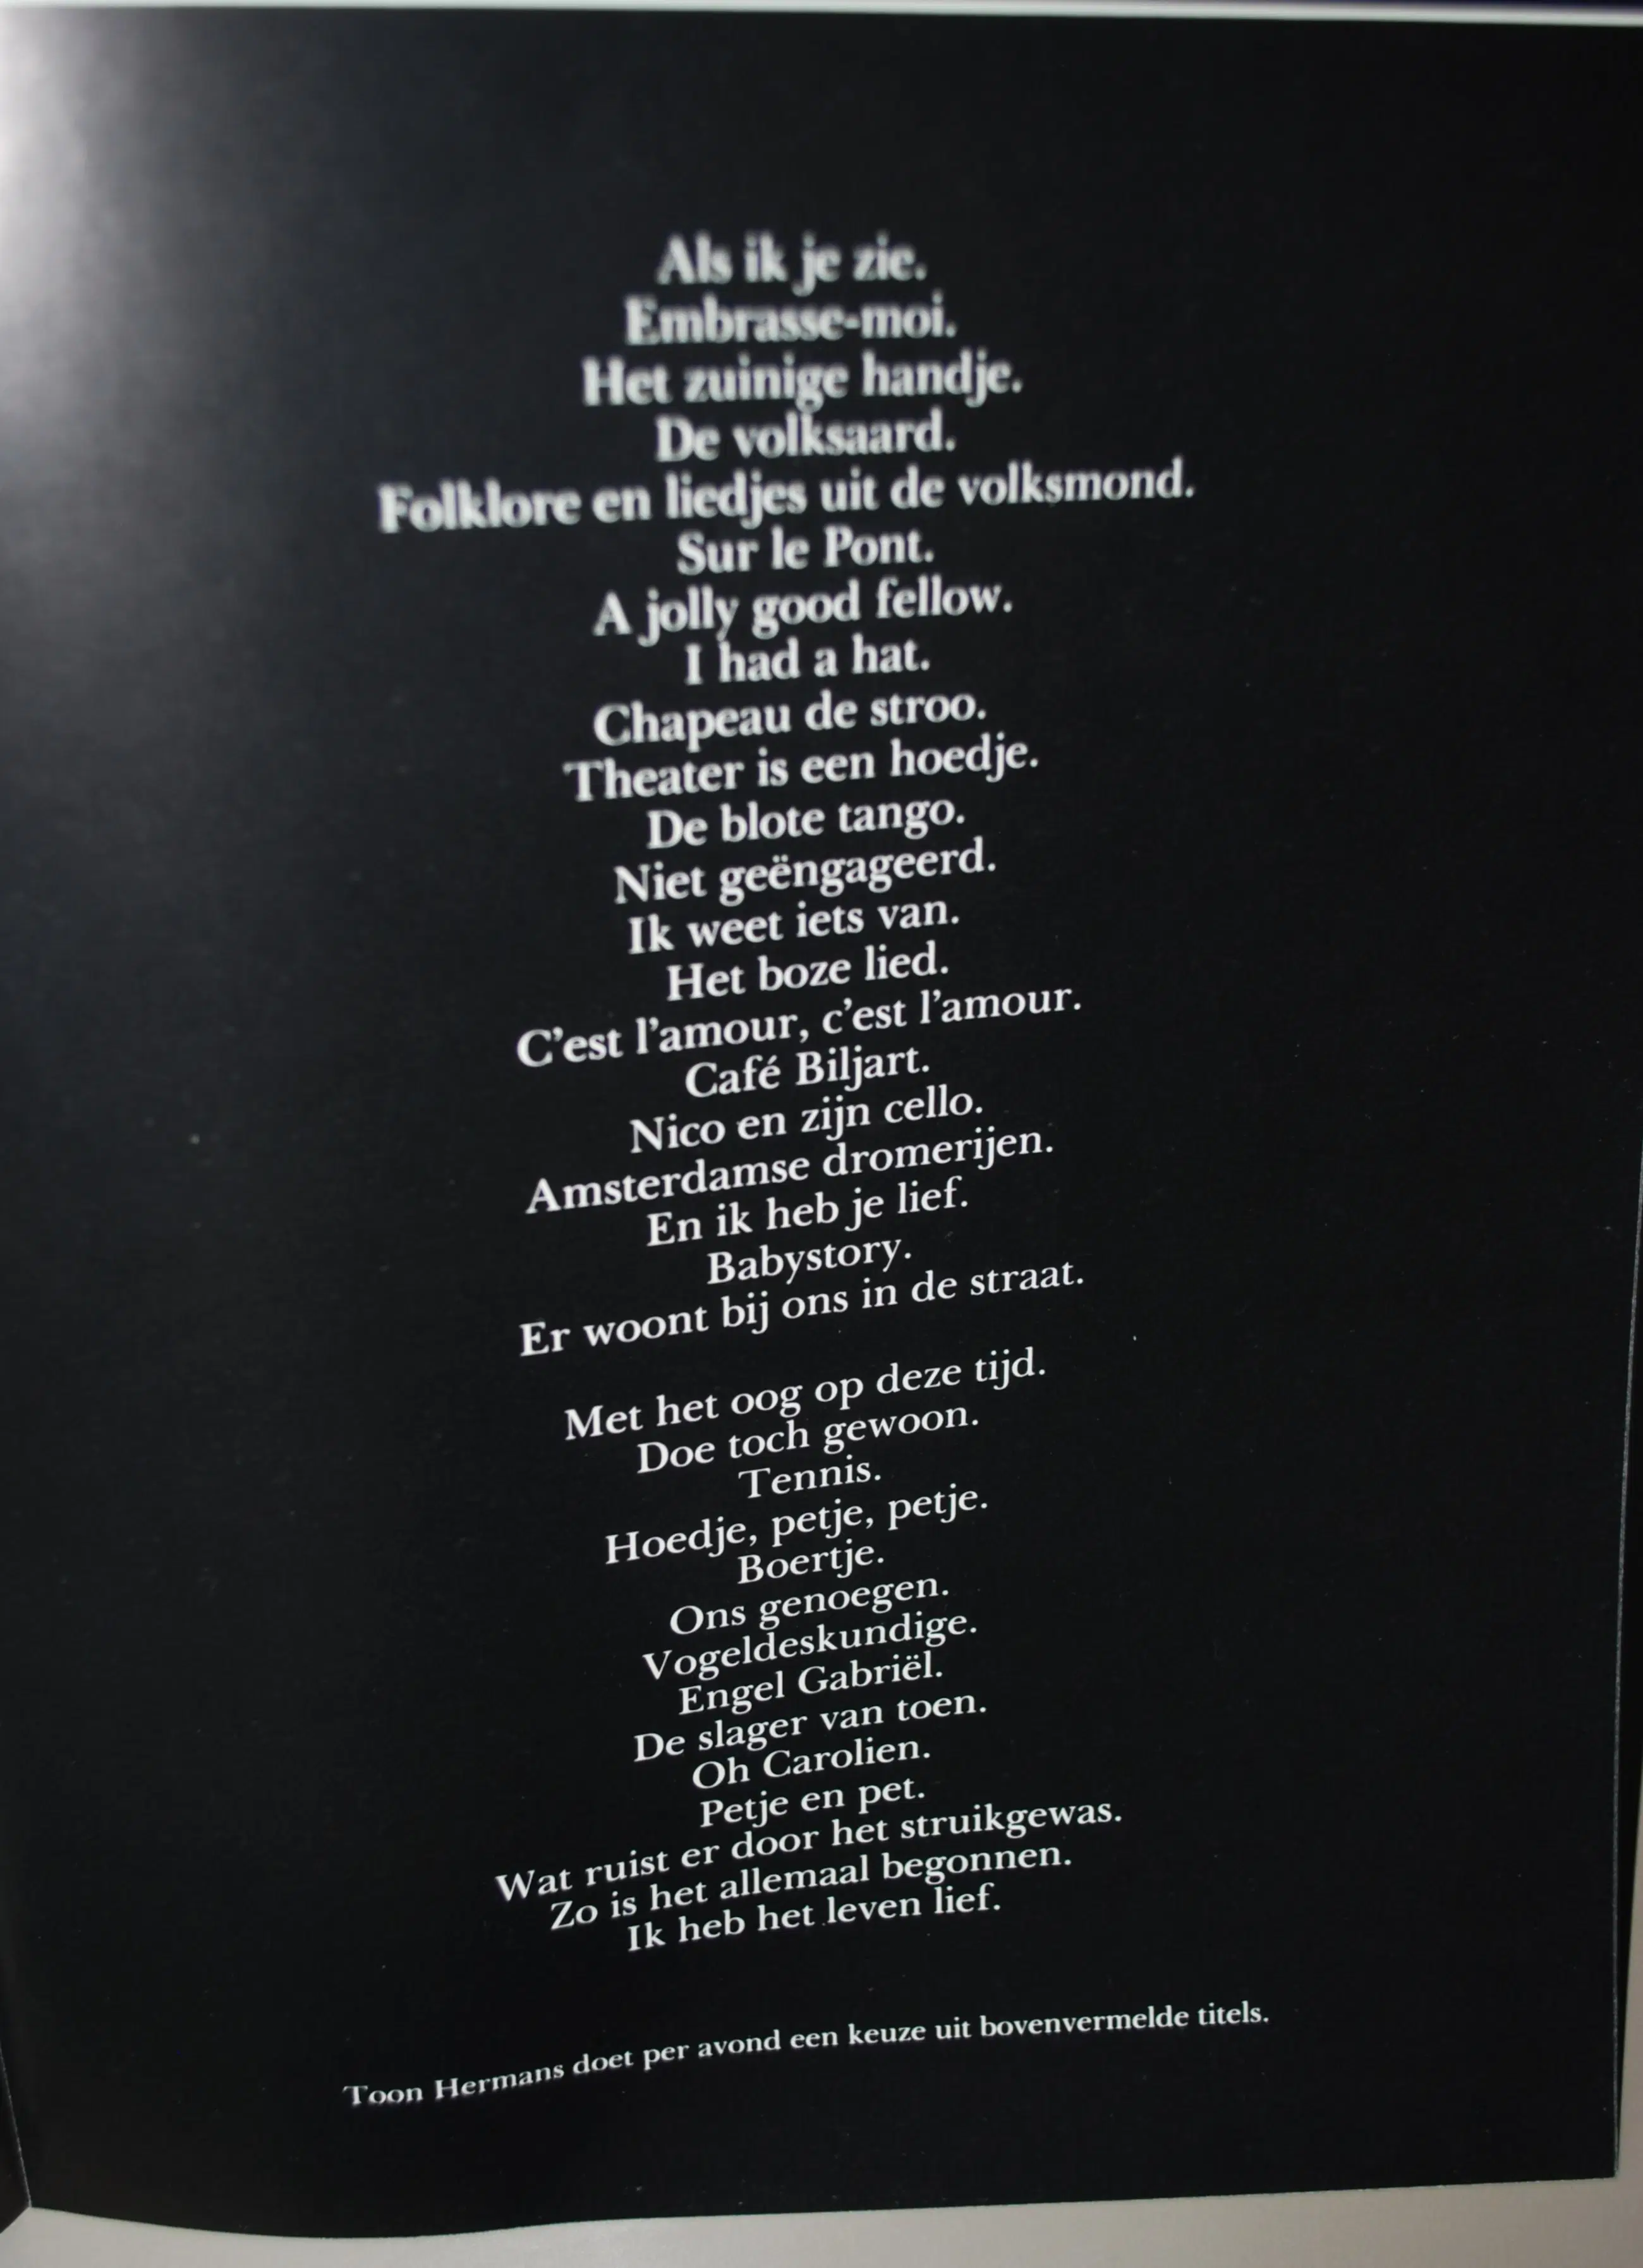 Als ik je zie.
Embrasse-moi.
Het zuinige handje.
De volksaard.
Folklore en liedjes uit de volksmond.
Sur le Pont.
A jolly good fellow.
I had a hat.
Chapeau de stroo.
Theater is een hoedje.
De blote tango.
Niet geëngageerd.
Ik weet iets van.
Het boze lied.
C'est l'amour, c'est l'amour.
Café Biljart.
Nico en zijn cello.
Amsterdamse dromerijen.
En ik heb je lief.
Babystory.
Er woont bij ons in de straat.
Met het oog op deze tijd.
Doe toch gewoon.
Tennis.
Hoedje, petje, petje.
Boertje.
Ons genoegen.
Vogeldeskundige.
Engel Gabriël.
De slager van toen.
Oh Carolien.
Petje en pet.
Wat ruist er door het struikgewas.
Zo is het allemaal begonnen.
Ik heb het leven lief.
Toon Hermans doet per avond een keuze uit bovenvermelde titels.